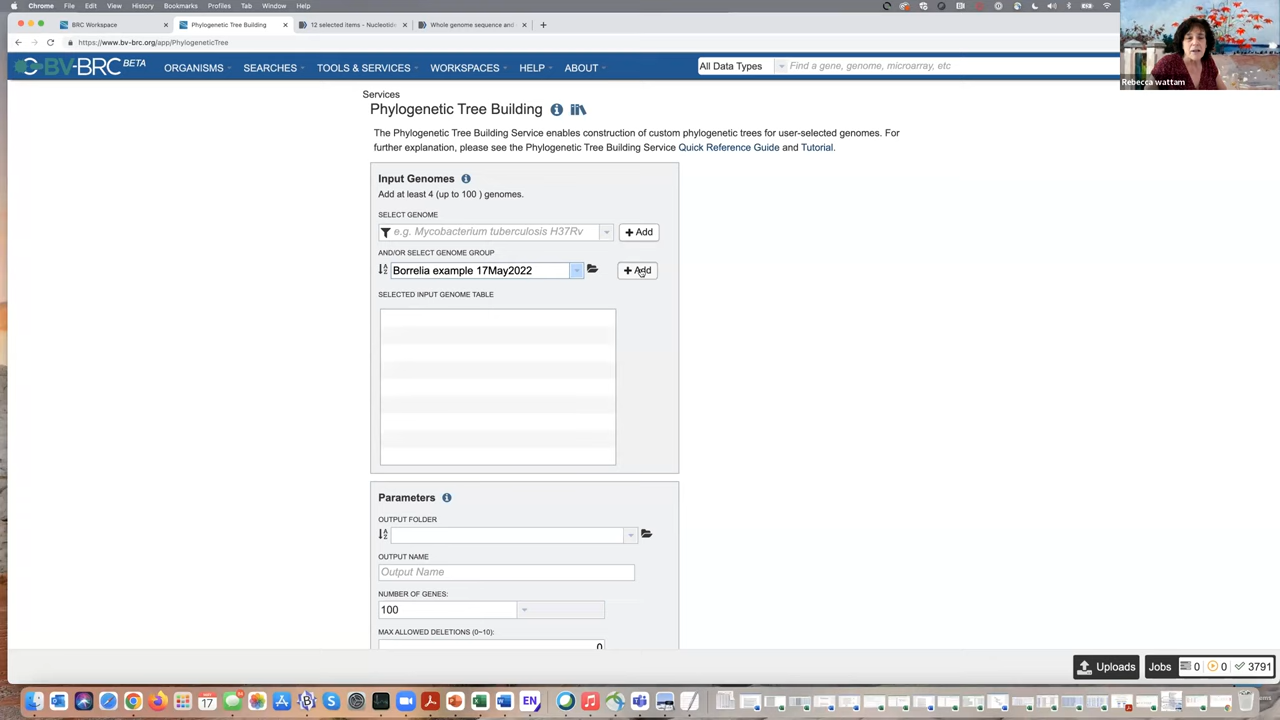 Chrome File Edit View History Bookmarks Profiles Tab Window Help
BRC Workspace × Phylogenetic Tree Building × 12 selected items - Nucleotide × Whole genome sequence and × +
https://www.bv-brc.org/app/PhylogeneticTree
BV-BRC BETA ORGANISMS SEARCHES TOOLS & SERVICES WORKSPACES HELP ABOUT All Data Types Find a gene, genome, microarray, etc
Rebecca wattam
Services
Phylogenetic Tree Building
The Phylogenetic Tree Building Service enables construction of custom phylogenetic trees for user-selected genomes. For
further explanation, please see the Phylogenetic Tree Building Service Quick Reference Guide and Tutorial.
Input Genomes
Add at least 4 (up to 100 ) genomes.
SELECT GENOME
e.g. Mycobacterium tuberculosis H37Rv + Add
AND/OR SELECT GENOME GROUP
Borrelia example 17May2022 + Add
SELECTED INPUT GENOME TABLE
Parameters
OUTPUT FOLDER
OUTPUT NAME
Output Name
NUMBER OF GENES:
100
MAX ALLOWED DELETIONS (0~10):
0
Uploads Jobs 0 0 3791
17 EN